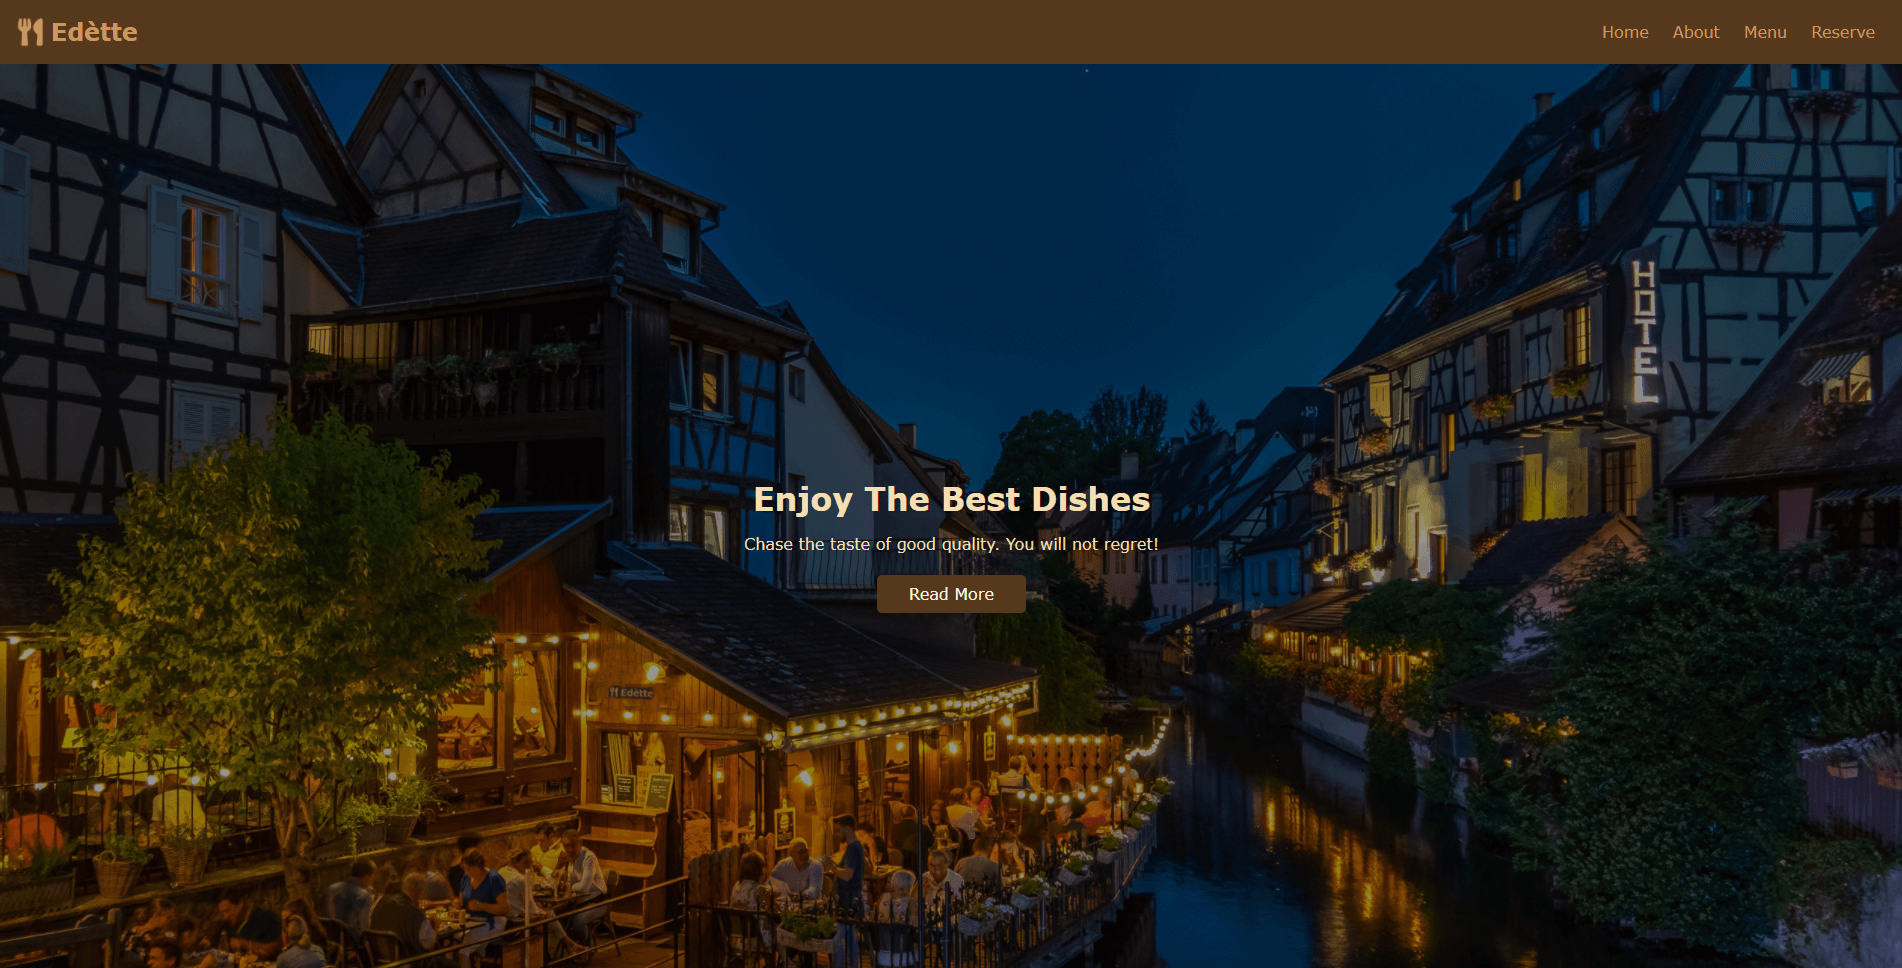 Edètte
Home About Menu Reserve
HOTEL
Enjoy The Best Dishes
Chase the taste of good quality. You will not regret!
Read More
Edètte